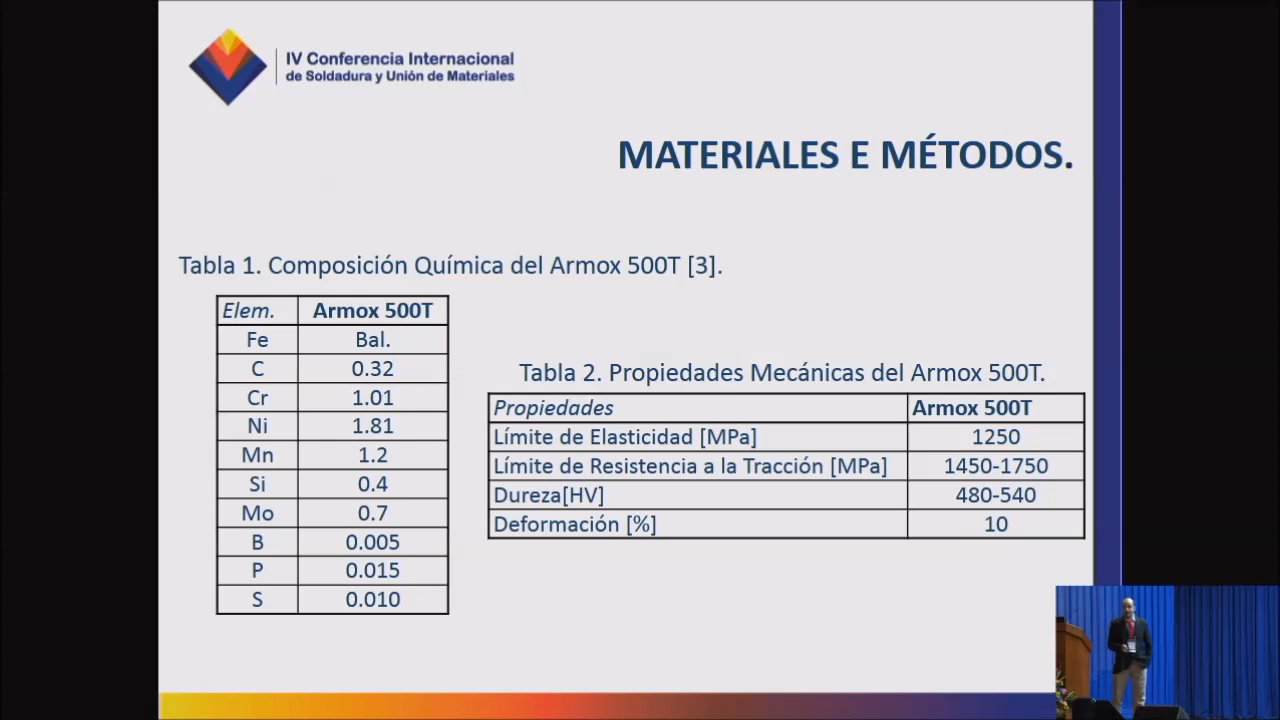 IV Conferencia Internacional
de Soldadura y Unión de Materiales
MATERIALES E MÉTODOS.
Tabla 1. Composición Química del Armox 500T [3].
Elem. Armox 500T
Fe Bal.
C 0.32
Cr 1.01
Ni 1.81
Mn 1.2
Si 0.4
Mo 0.7
B 0.005
P 0.015
S 0.010
Tabla 2. Propiedades Mecánicas del Armox 500T.
Propiedades Armox 500T
Límite de Elasticidad [MPa] 1250
Límite de Resistencia a la Tracción [MPa] 1450-1750
Dureza[HV] 480-540
Deformación [%] 10